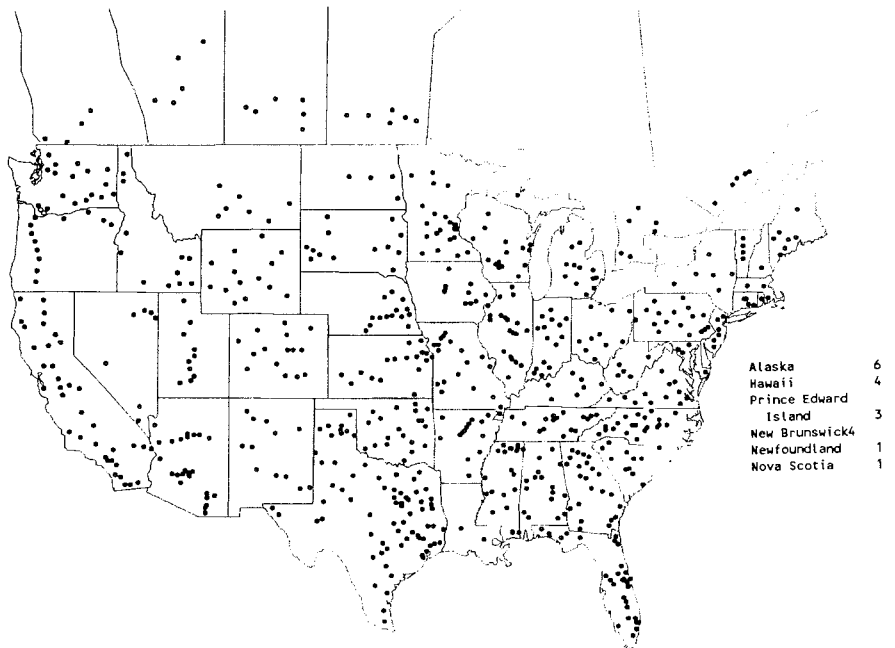 Alaska 6
Hawaii 4
Prince Edward
Island 3
New Brunswick4
Newfoundland 1
Nova Scotia 1